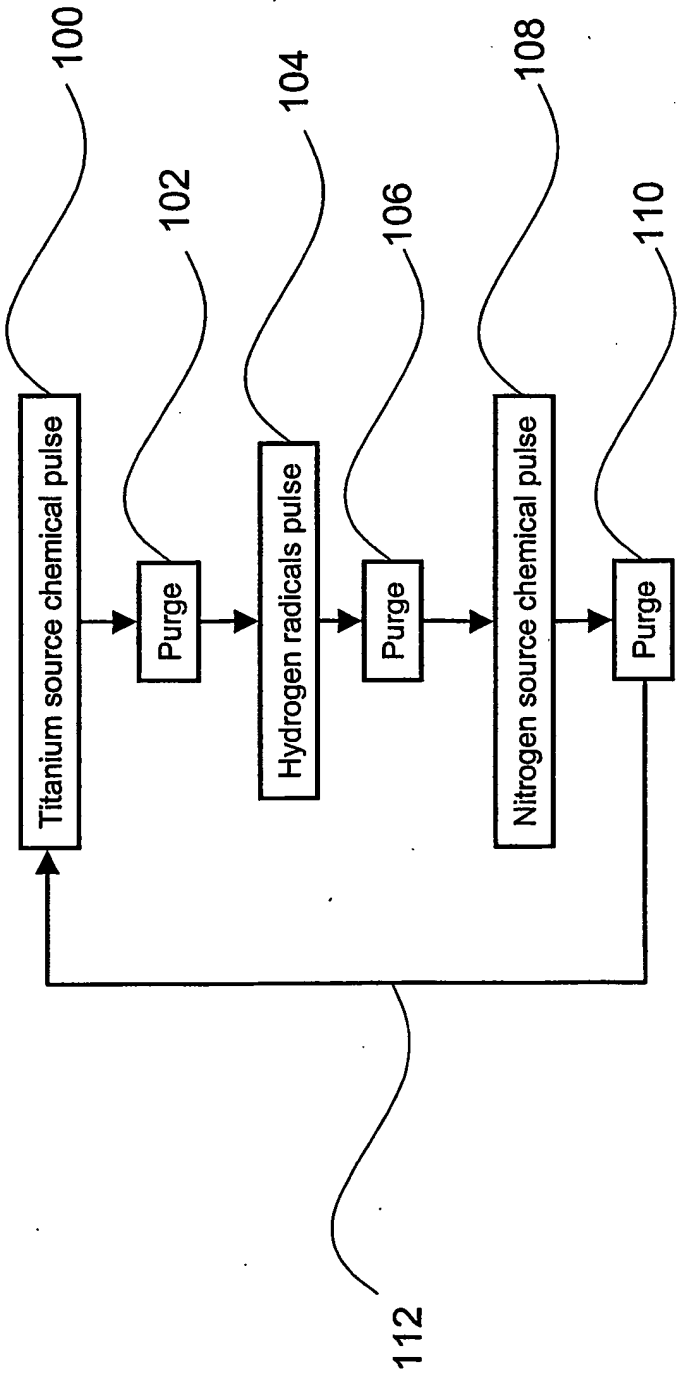 Titanium source chemical pulse
100
Purge
102
Hydrogen radicals pulse
104
Purge
106
Nitrogen source chemical pulse
108
Purge
110
112